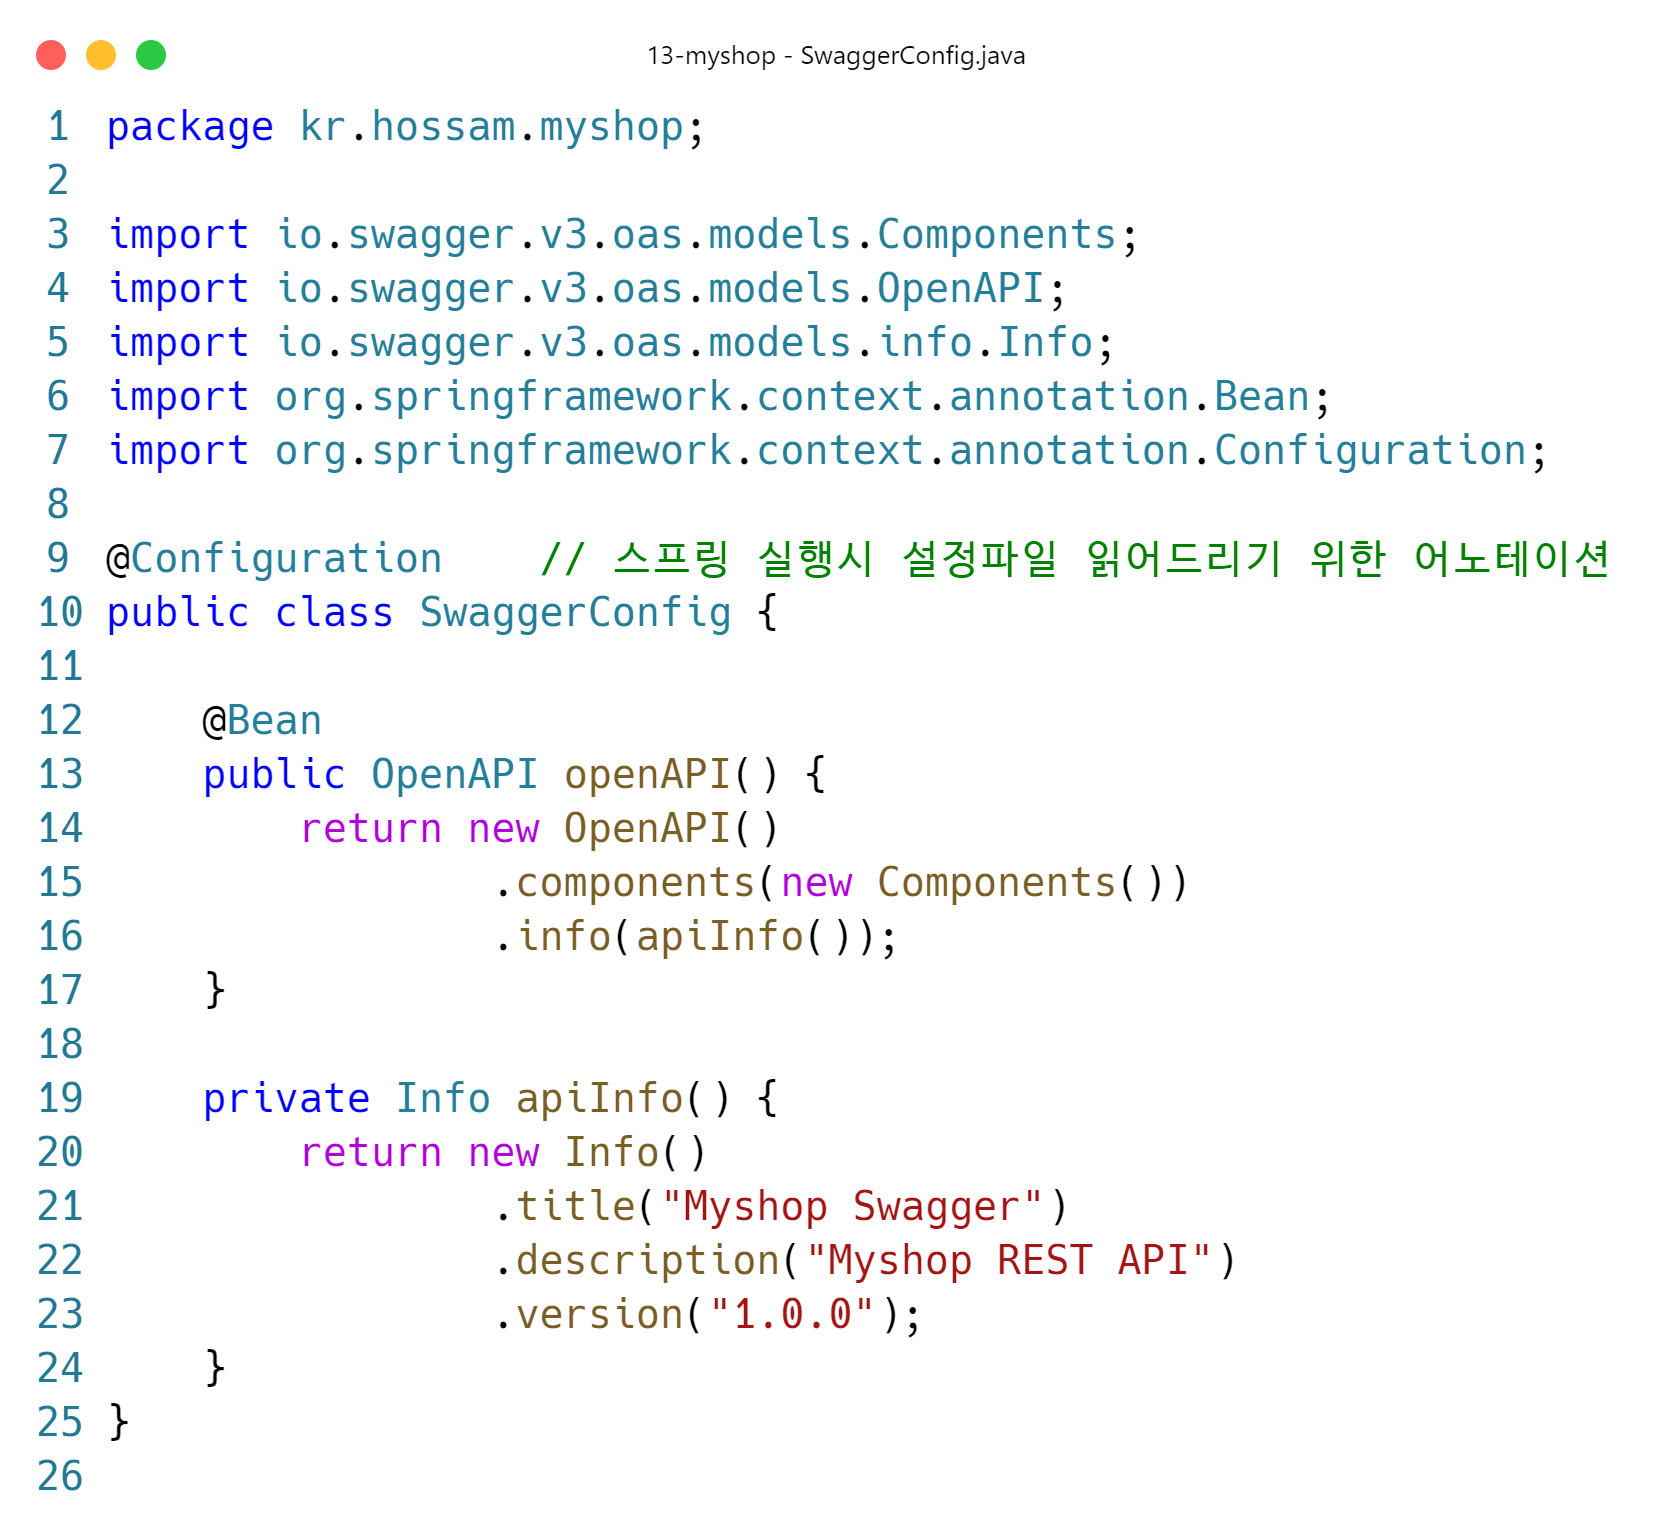 13-myshop - SwaggerConfig.java
1 package kr.hossam.myshop;
2
3 import io.swagger.v3.oas.models.Components;
4 import io.swagger.v3.oas.models.OpenAPI;
5 import io.swagger.v3.oas.models.info.Info;
6 import org.springframework.context.annotation.Bean;
7 import org.springframework.context.annotation.Configuration;
8
9 @Configuration    // 스프링 실행시 설정파일 읽어드리기 위한 어노테이션
10 public class SwaggerConfig {
11
12     @Bean
13     public OpenAPI openAPI() {
14         return new OpenAPI()
15                 .components(new Components())
16                 .info(apiInfo());
17     }
18
19     private Info apiInfo() {
20         return new Info()
21                 .title("Myshop Swagger")
22                 .description("Myshop REST API")
23                 .version("1.0.0");
24     }
25 }
26